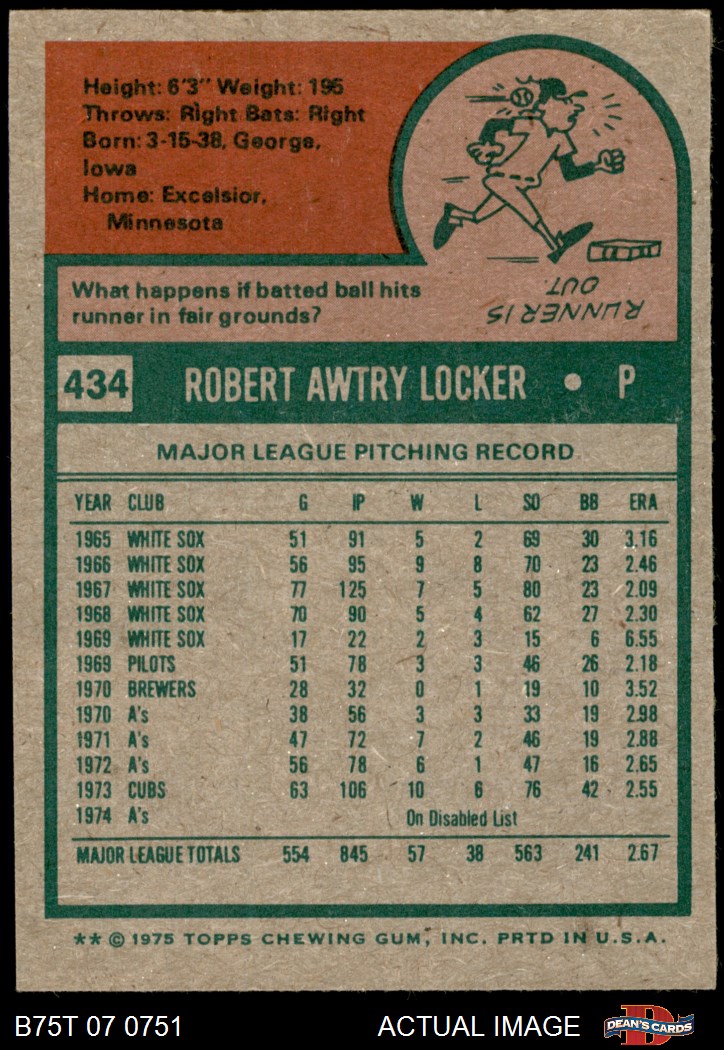 Height: 6'3" Weight: 195
Throws: Right Bats: Right
Born: 3-15-38, George,
Iowa
Home: Excelsior,
Minnesota
What happens if batted ball hits
runner in fair grounds?
RUNNER IS
OUT
434 ROBERT AWTRY LOCKER • P
MAJOR LEAGUE PITCHING RECORD
YEAR CLUB G IP W L SO BB ERA
1965 WHITE SOX 51 91 5 2 69 30 3.16
1966 WHITE SOX 56 95 9 8 70 23 2.46
1967 WHITE SOX 77 125 7 5 80 23 2.09
1968 WHITE SOX 70 90 5 4 62 27 2.30
1969 WHITE SOX 17 22 2 3 15 6 6.55
1969 PILOTS 51 78 3 3 46 26 2.18
1970 BREWERS 28 32 0 1 19 10 3.52
1970 A's 38 56 3 3 33 19 2.98
1971 A's 47 72 7 2 46 19 2.88
1972 A's 56 78 6 1 47 16 2.65
1973 CUBS 63 106 10 6 76 42 2.55
1974 A's On Disabled List
MAJOR LEAGUE TOTALS 554 845 57 38 563 241 2.67
** © 1975 TOPPS CHEWING GUM, INC. PRTD IN U.S.A.
B75T 07 0751 ACTUAL IMAGE D DEAN'S CARDS